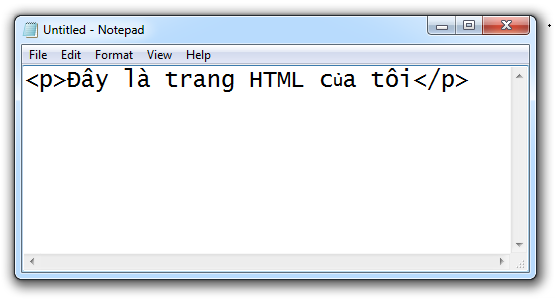 Untitled - Notepad
File Edit Format View Help
<p>Đây là trang HTML của tôi</p>